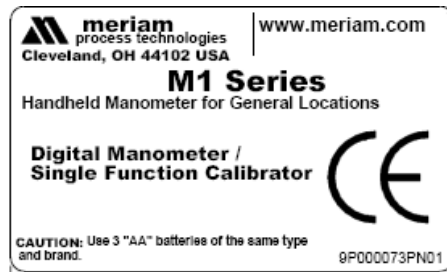 meriam
process technologies
www.meriam.com
Cleveland, OH 44102 USA
M1 Series
Handheld Manometer for General Locations
Digital Manometer /
Single Function Calibrator
CE
CAUTION: Use 3 "AA" batteries of the same type
and brand.
9P000073PN01